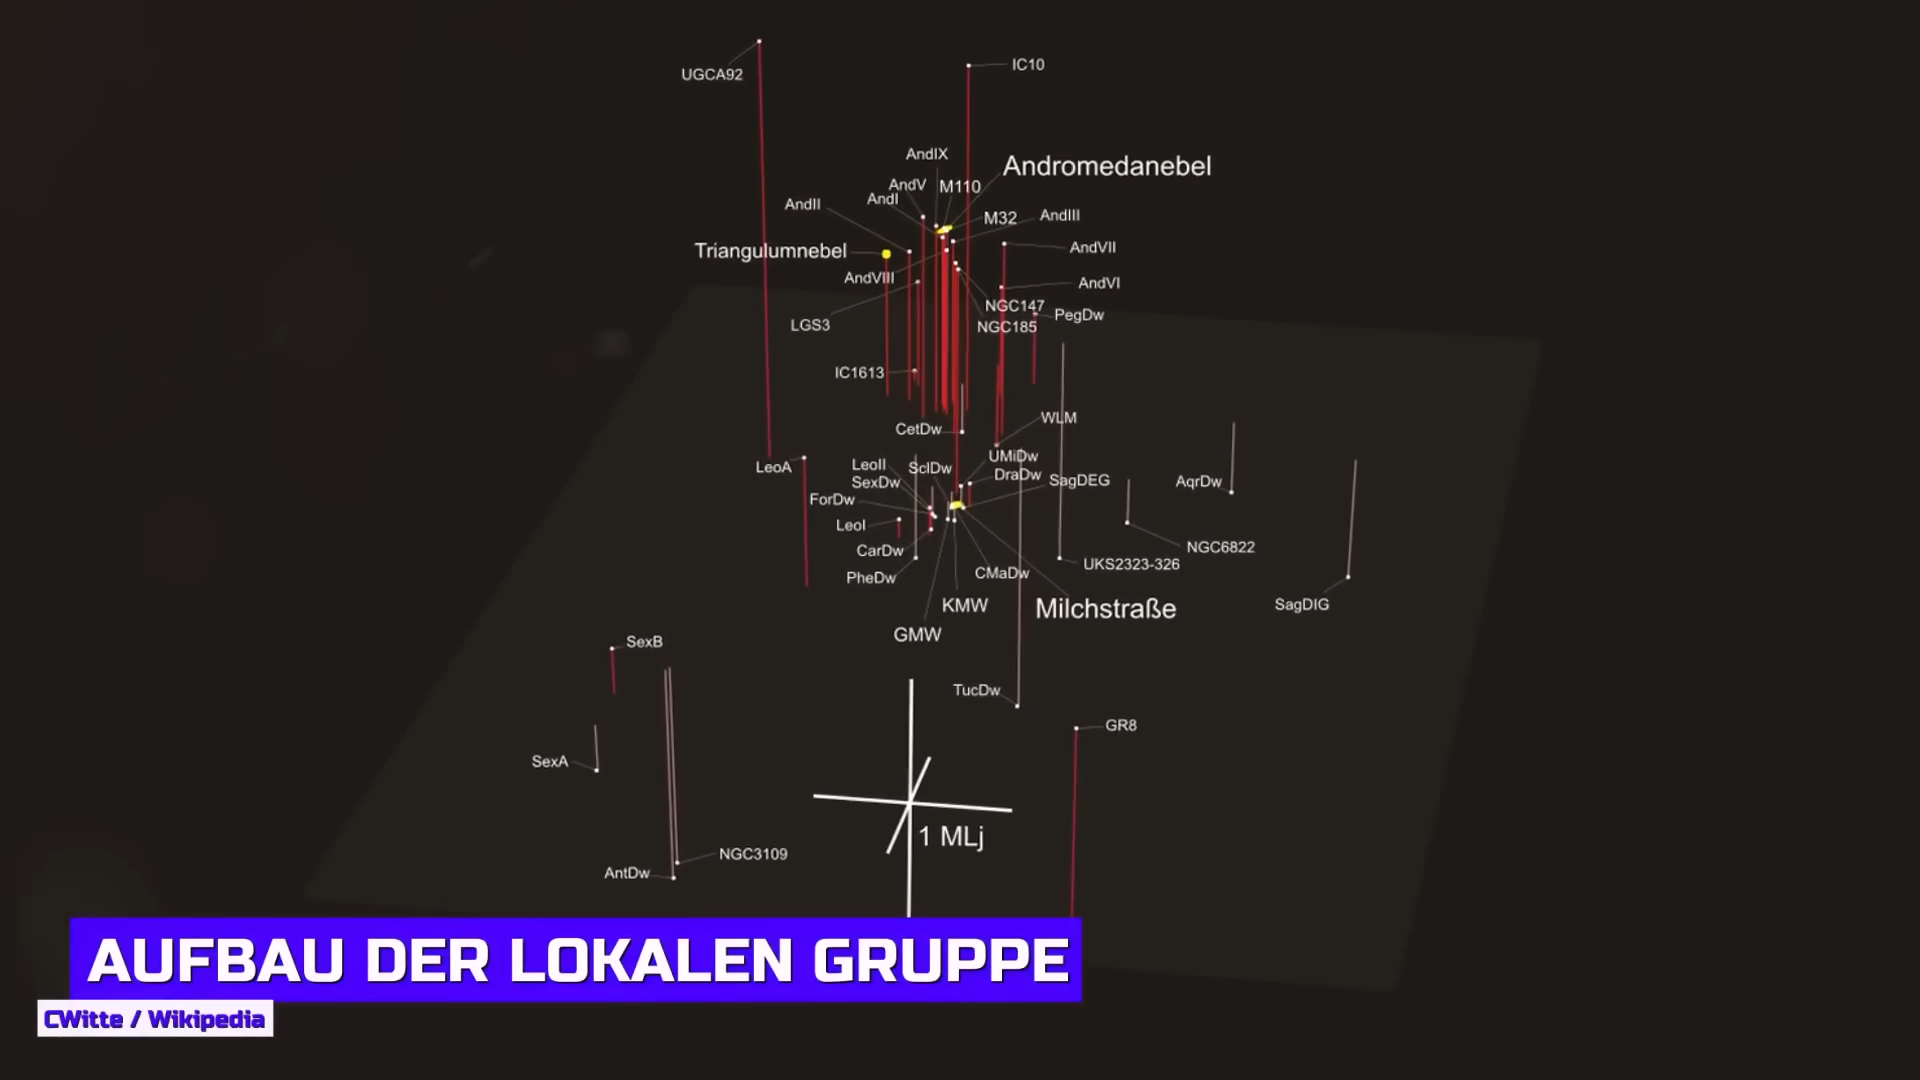 UGCA92
IC10
AndIX
Andromedanebel
AndV
M110
AndI
AndII
M32
AndIII
Triangulumnebel
AndVII
AndVIII
AndVI
NGC147
PegDw
LGS3
NGC185
IC1613
WLM
CetDw
UMiDw
LeoA
LeoII
SclDw
DraDw
SexDw
SagDEG
AqrDw
ForDw
LeoI
NGC6822
CarDw
UKS2323-326
CMaDw
PheDw
KMW
Milchstraße
SagDIG
GMW
SexB
TucDw
GR8
SexA
1 MLj
NGC3109
AntDw
AUFBAU DER LOKALEN GRUPPE
CWitte / Wikipedia